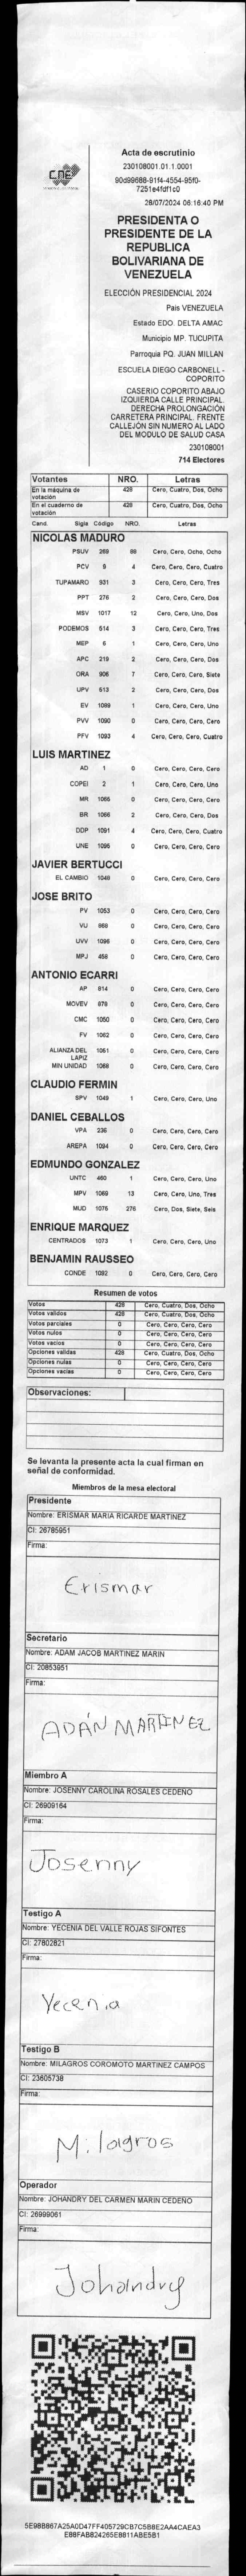 CNE
Acta de escrutinio
230108001.01.1.0001
90d99688-91f4-4554-95f0-
7251e4fdf1c0
28/07/2024 06:16:40 PM
PRESIDENTA O
PRESIDENTE DE LA
REPUBLICA
BOLIVARIANA DE
VENEZUELA
ELECCIÓN PRESIDENCIAL 2024
Pais VENEZUELA
Estado EDO. DELTA AMAC
Municipio MP. TUCUPITA
Parroquia PQ. JUAN MILLAN
ESCUELA DIEGO CARBONELL -
COPORITO
CASERIO COPORITO ABAJO
IZQUIERDA CALLE PRINCIPAL.
DERECHA PROLONGACIÓN
CARRETERA PRINCIPAL. FRENTE
CALLEJÓN SIN NUMERO AL LADO
DEL MODULO DE SALUD CASA
230108001
714 Electores
Votantes NRO. Letras
En la máquina de votación 428 Cero, Cuatro, Dos, Ocho
En el cuaderno de votación 428 Cero, Cuatro, Dos, Ocho
Cand. Sigla Código NRO. Letras
NICOLAS MADURO
PSUV 269 88 Cero, Cero, Ocho, Ocho
PCV 9 4 Cero, Cero, Cero, Cuatro
TUPAMARO 931 3 Cero, Cero, Cero, Tres
PPT 276 2 Cero, Cero, Cero, Dos
MSV 1017 12 Cero, Cero, Uno, Dos
PODEMOS 514 3 Cero, Cero, Cero, Tres
MEP 6 1 Cero, Cero, Cero, Uno
APC 219 2 Cero, Cero, Cero, Dos
ORA 906 7 Cero, Cero, Cero, Siete
UPV 513 2 Cero, Cero, Cero, Dos
EV 1089 1 Cero, Cero, Cero, Uno
PVV 1090 0 Cero, Cero, Cero, Cero
PFV 1093 4 Cero, Cero, Cero, Cuatro
LUIS MARTINEZ
AD 1 0 Cero, Cero, Cero, Cero
COPEI 2 1 Cero, Cero, Cero, Uno
MR 1065 0 Cero, Cero, Cero, Cero
BR 1066 2 Cero, Cero, Cero, Dos
DDP 1091 4 Cero, Cero, Cero, Cuatro
UNE 1095 0 Cero, Cero, Cero, Cero
JAVIER BERTUCCI
EL CAMBIO 1048 0 Cero, Cero, Cero, Cero
JOSE BRITO
PV 1053 0 Cero, Cero, Cero, Cero
VU 868 0 Cero, Cero, Cero, Cero
UVV 1096 0 Cero, Cero, Cero, Cero
MPJ 458 0 Cero, Cero, Cero, Cero
ANTONIO ECARRI
AP 814 0 Cero, Cero, Cero, Cero
MOVEV 878 0 Cero, Cero, Cero, Cero
CMC 1050 0 Cero, Cero, Cero, Cero
FV 1062 0 Cero, Cero, Cero, Cero
ALIANZA DEL LAPIZ 1051 0 Cero, Cero, Cero, Cero
MIN UNIDAD 1068 0 Cero, Cero, Cero, Cero
CLAUDIO FERMIN
SPV 1049 1 Cero, Cero, Cero, Uno
DANIEL CEBALLOS
VPA 236 0 Cero, Cero, Cero, Cero
AREPA 1094 0 Cero, Cero, Cero, Cero
EDMUNDO GONZALEZ
UNTC 460 1 Cero, Cero, Cero, Uno
MPV 1069 13 Cero, Cero, Uno, Tres
MUD 1075 276 Cero, Dos, Siete, Seis
ENRIQUE MARQUEZ
CENTRADOS 1073 1 Cero, Cero, Cero, Uno
BENJAMIN RAUSSEO
CONDE 1092 0 Cero, Cero, Cero, Cero
Resumen de votos
Votos 428 Cero, Cuatro, Dos, Ocho
Votos validos 428 Cero, Cuatro, Dos, Ocho
Votos parciales 0 Cero, Cero, Cero, Cero
Votos nulos 0 Cero, Cero, Cero, Cero
Votos vacios 0 Cero, Cero, Cero, Cero
Opciones validas 428 Cero, Cuatro, Dos, Ocho
Opciones nulas 0 Cero, Cero, Cero, Cero
Opciones vacias 0 Cero, Cero, Cero, Cero
Observaciones:
Se levanta la presente acta la cual firman en
señal de conformidad.
Miembros de la mesa electoral
Presidente
Nombre: ERISMAR MARIA RICARDE MARTINEZ
CI: 26785951
Firma:
Erismar
Secretario
Nombre: ADAM JACOB MARTINEZ MARIN
CI: 20853951
Firma:
ADÁN MARTINEZ
Miembro A
Nombre: JOSENNY CAROLINA ROSALES CEDEÑO
CI: 26909164
Firma:
Josenny
Testigo A
Nombre: YECENIA DEL VALLE ROJAS SIFONTES
CI: 27802821
Firma:
Yecenia
Testigo B
Nombre: MILAGROS COROMOTO MARTINEZ CAMPOS
CI: 23605738
Firma:
Milagros
Operador
Nombre: JOHANDRY DEL CARMEN MARIN CEDEÑO
CI: 26999061
Firma:
Johandry
5E98B867A25A0D47FF405729CB7C5B8E2AA4CAEA3
E88FAB824265E8811ABE5B1